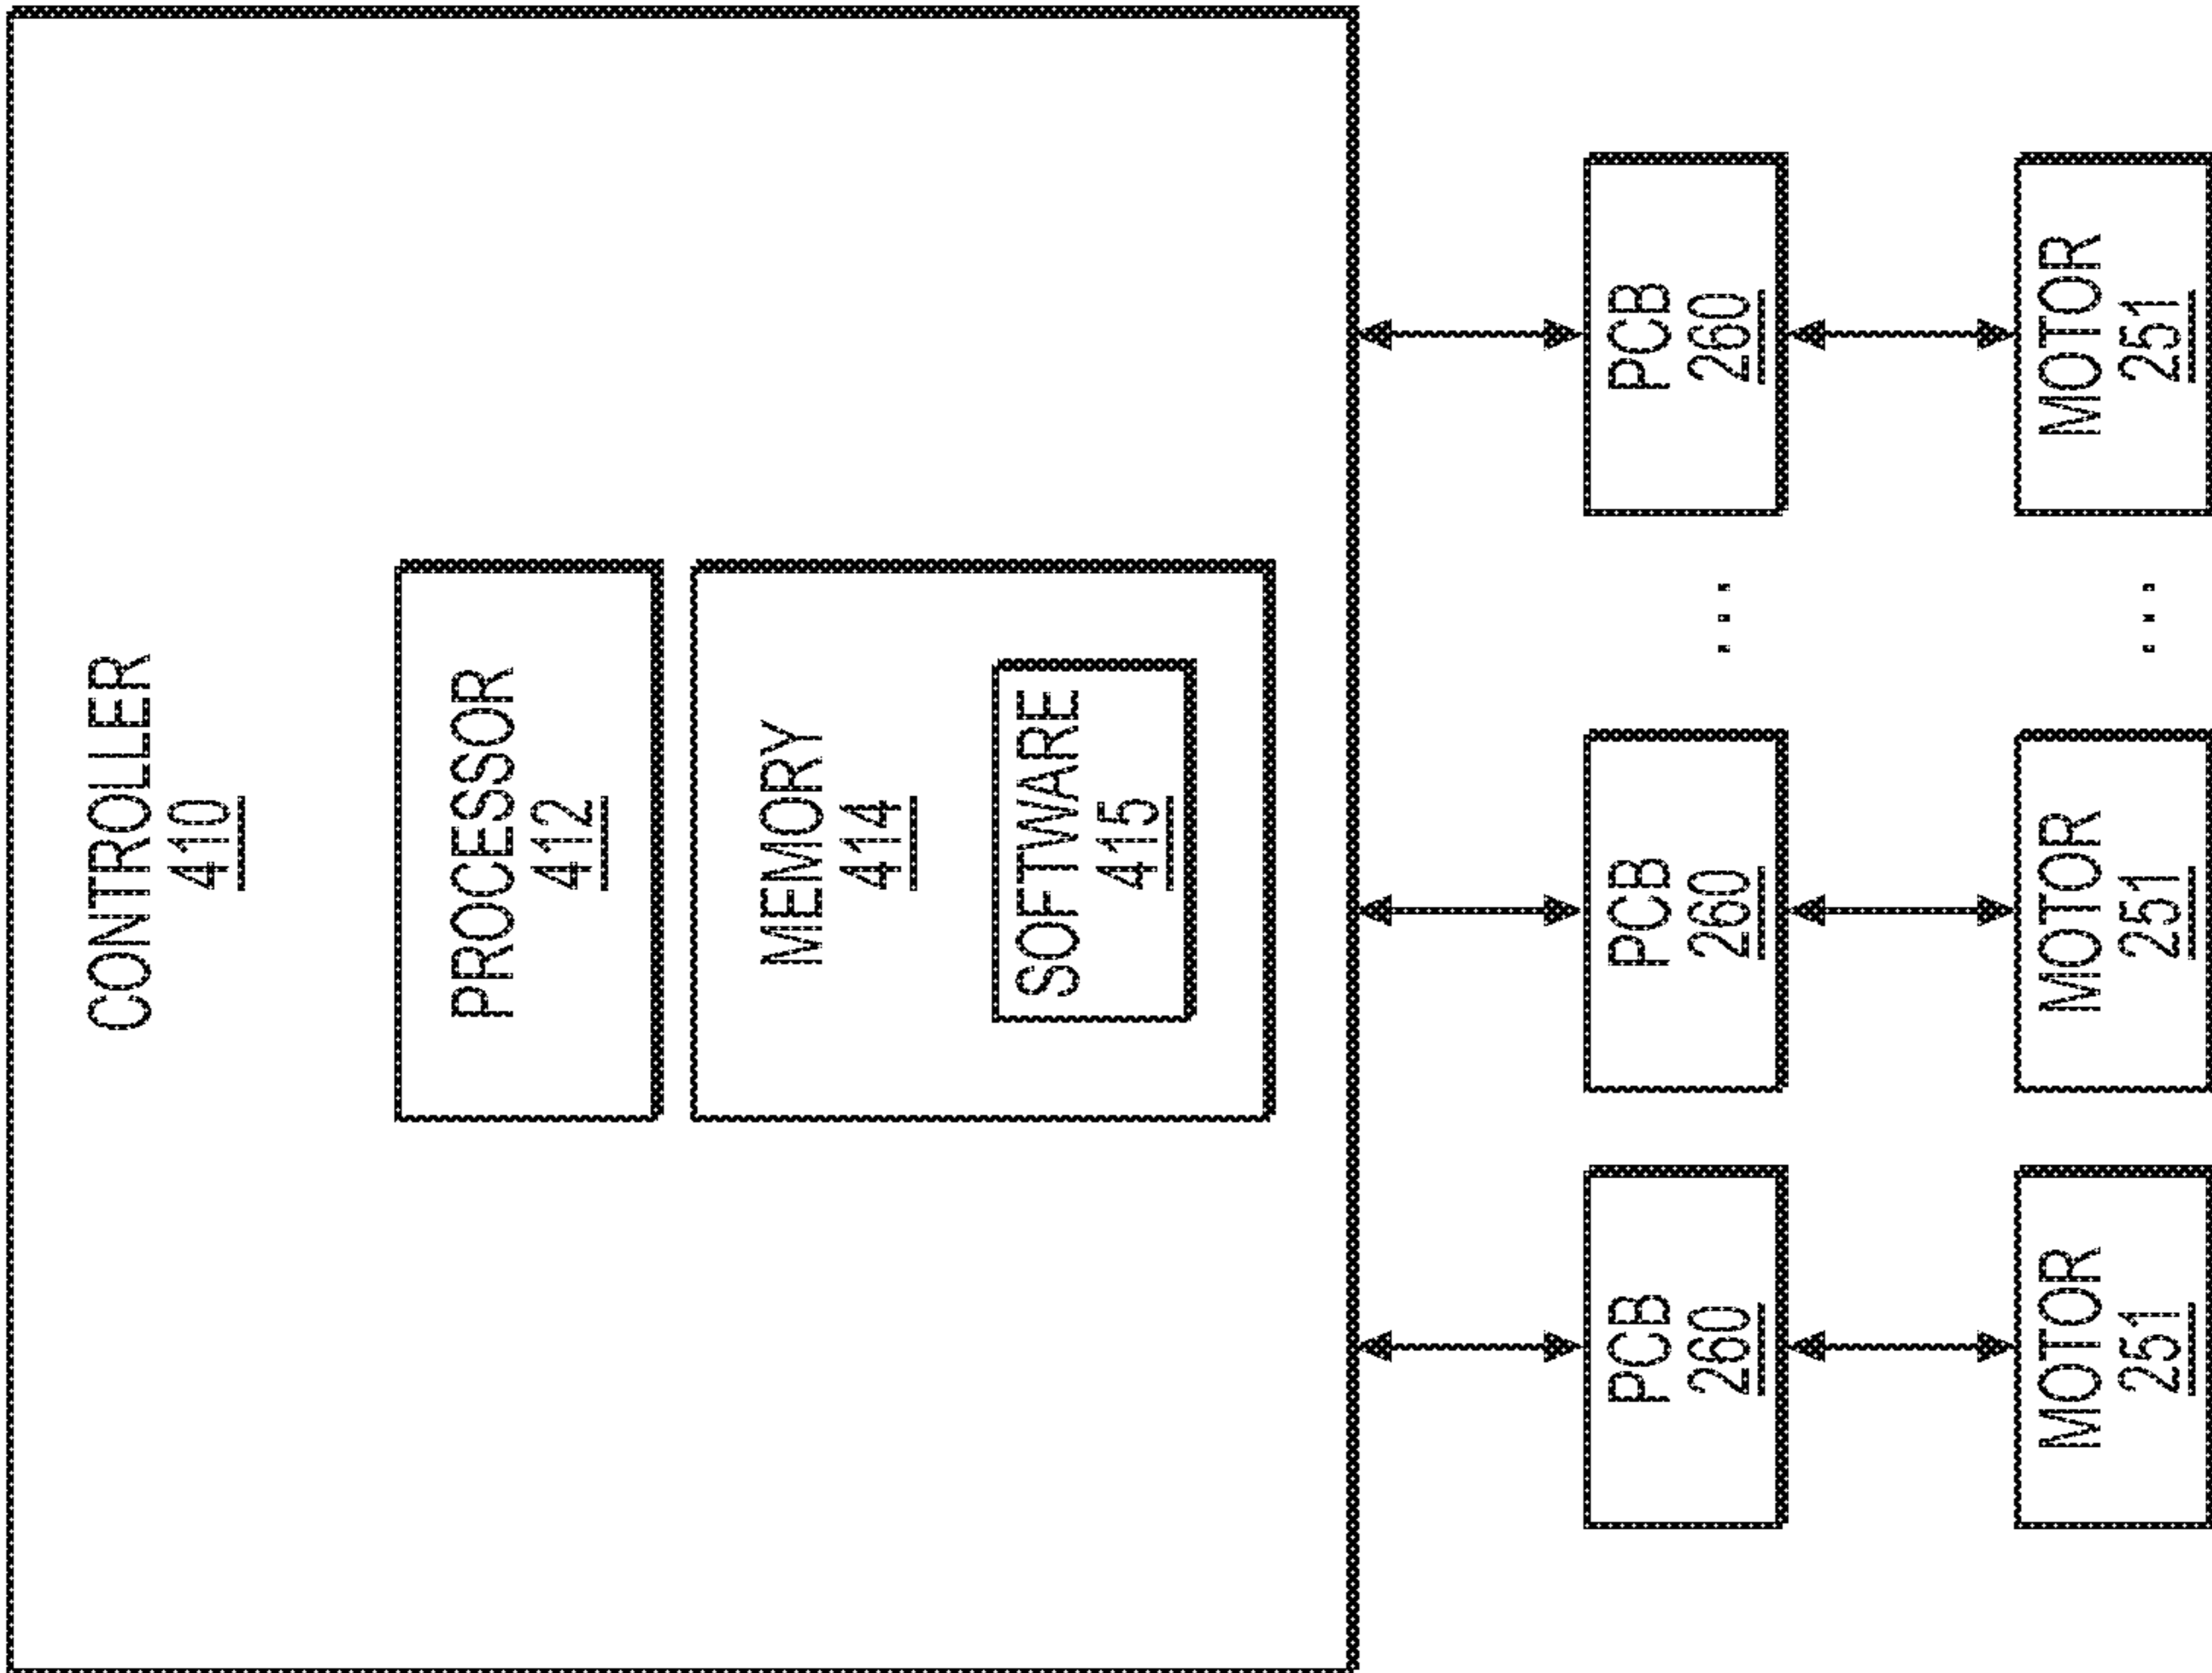 CONTROLLER
410
PROCESSOR
412
MEMORY
414
SOFTWARE
415
PCB
260
PCB
260
...
PCB
260
MOTOR
251
MOTOR
251
...
MOTOR
251